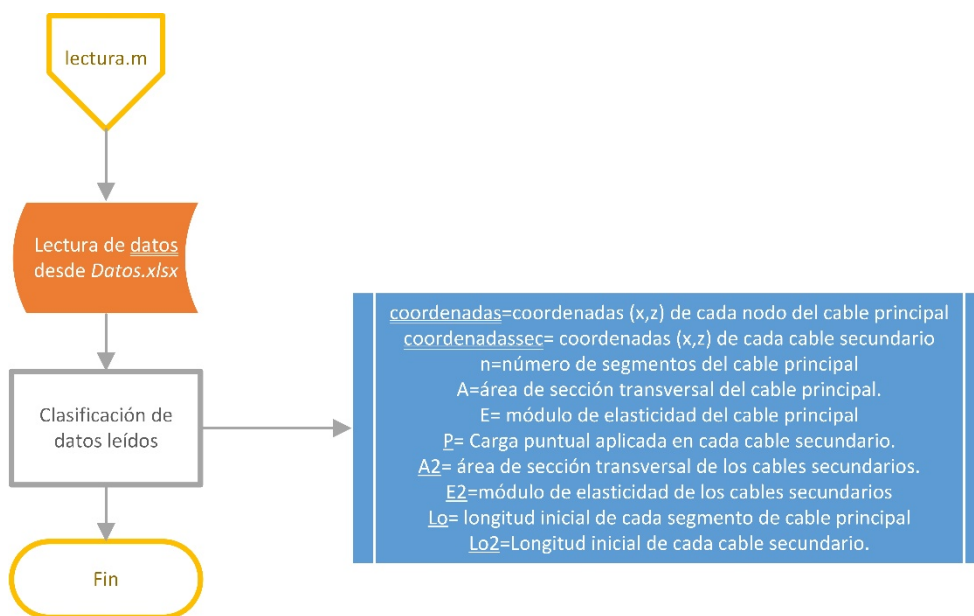 lectura.m
Lectura de datos
desde Datos.xlsx
Clasificación de
datos leídos
coordenadas=coordenadas (x,z) de cada nodo del cable principal
coordenadassec= coordenadas (x,z) de cada cable secundario
n=número de segmentos del cable principal
A=área de sección transversal del cable principal.
E= módulo de elasticidad del cable principal
P= Carga puntual aplicada en cada cable secundario.
A2= área de sección transversal de los cables secundarios.
E2=módulo de elasticidad de los cables secundarios
Lo= longitud inicial de cada segmento de cable principal
Lo2=Longitud inicial de cada cable secundario.
Fin